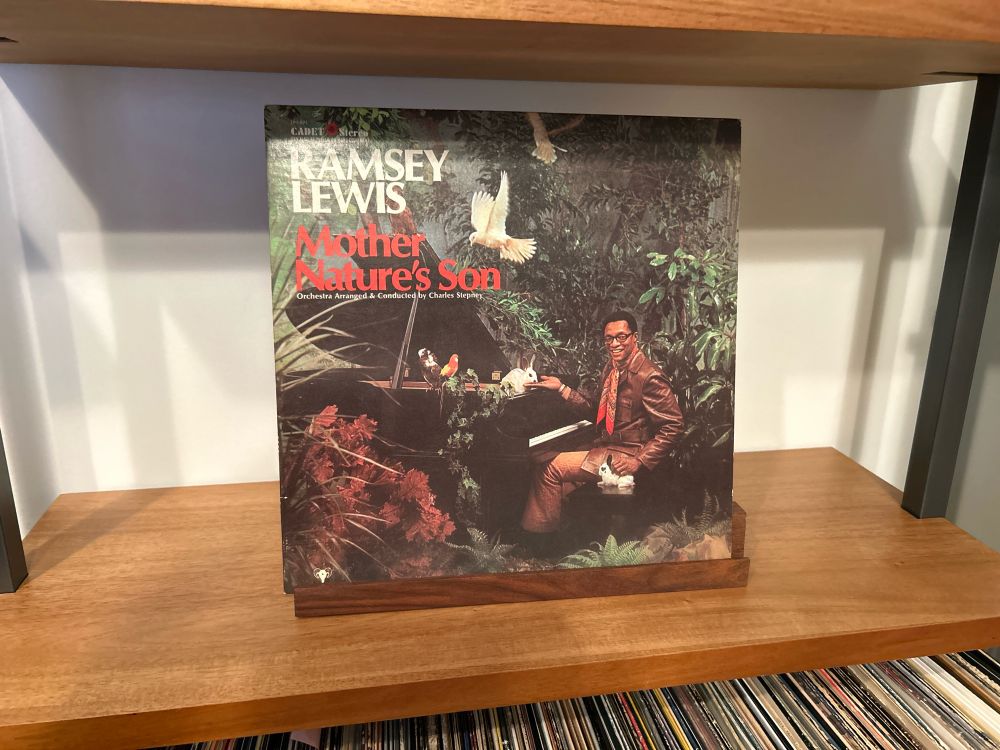 CADET Stereo
RAMSEY
LEWIS
Mother
Nature's Son
Orchestra Arranged & Conducted by Charles Stepney